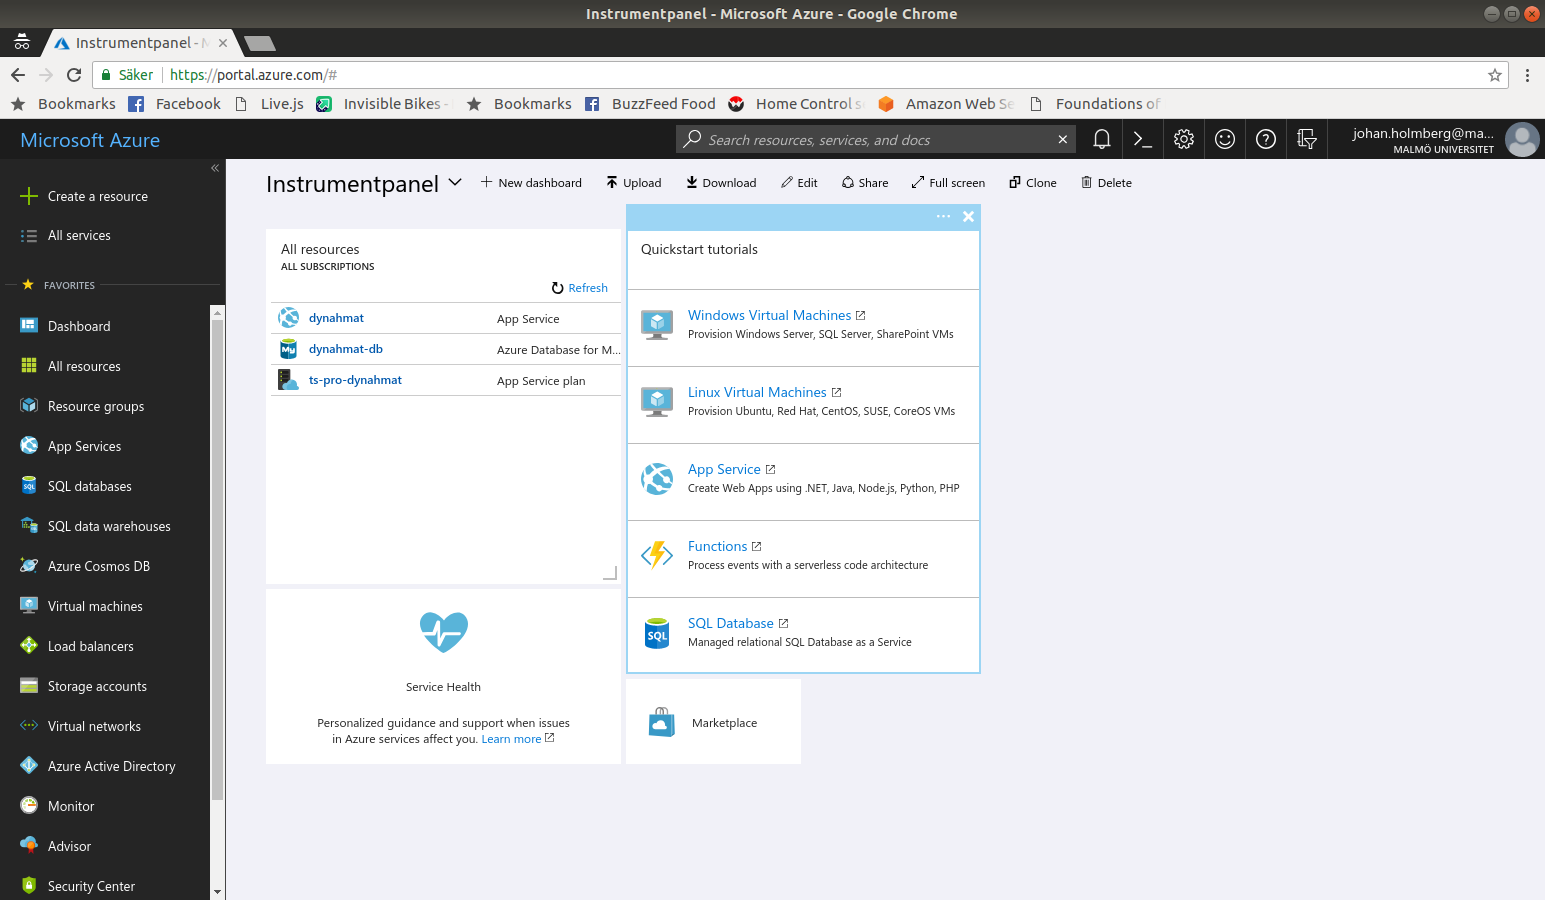 Instrumentpanel - Microsoft Azure - Google Chrome
Instrumentpanel - M
Säker
https://portal.azure.com/#
Bookmarks
Facebook
Live.js
Invisible Bikes -
Bookmarks
BuzzFeed Food
Home Control s
Amazon Web Se
Foundations of
Microsoft Azure
Search resources, services, and docs
johan.holmberg@ma...
MALMÖ UNIVERSITET
Create a resource
All services
FAVORITES
Dashboard
All resources
Resource groups
App Services
SQL databases
SQL data warehouses
Azure Cosmos DB
Virtual machines
Load balancers
Storage accounts
Virtual networks
Azure Active Directory
Monitor
Advisor
Security Center
Instrumentpanel
New dashboard
Upload
Download
Edit
Share
Full screen
Clone
Delete
All resources
ALL SUBSCRIPTIONS
Refresh
dynahmat App Service
dynahmat-db Azure Database for M...
ts-pro-dynahmat App Service plan
Service Health
Personalized guidance and support when issues
in Azure services affect you. Learn more
Quickstart tutorials
Windows Virtual Machines
Provision Windows Server, SQL Server, SharePoint VMs
Linux Virtual Machines
Provision Ubuntu, Red Hat, CentOS, SUSE, CoreOS VMs
App Service
Create Web Apps using .NET, Java, Node.js, Python, PHP
Functions
Process events with a serverless code architecture
SQL
SQL Database
Managed relational SQL Database as a Service
Marketplace